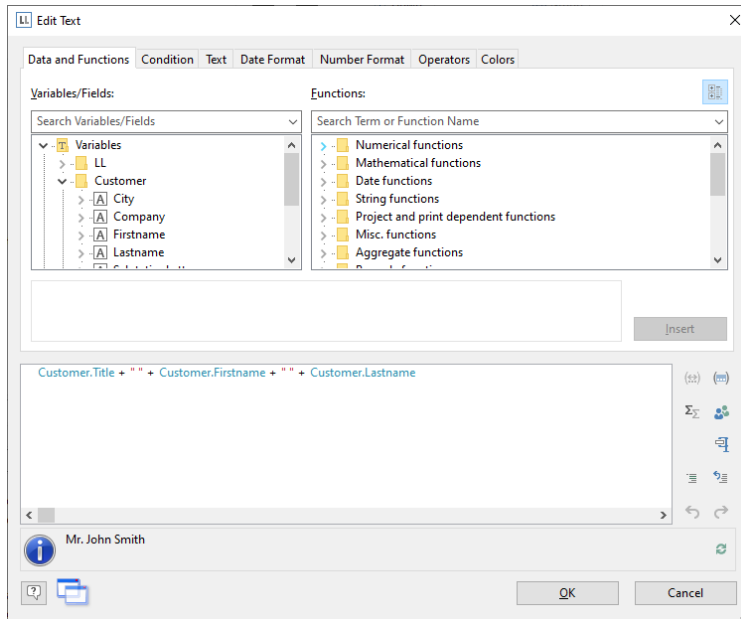 LL Edit Text
Data and Functions Condition Text Date Format Number Format Operators Colors
Variables/Fields: Functions:
Search Variables/Fields Search Term or Function Name
T Variables Numerical functions
LL Mathematical functions
Customer Date functions
A City String functions
A Company Project and print dependent functions
A Firstname Misc. functions
A Lastname Aggregate functions
Insert
Customer.Title + " " + Customer.Firstname + " " + Customer.Lastname
Mr. John Smith
OK Cancel